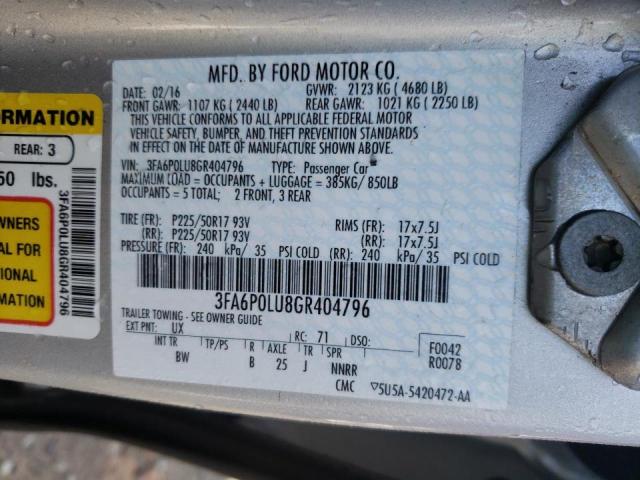 MFD. BY FORD MOTOR CO.
DATE: 02/16 GVWR: 2123 KG ( 4680 LB)
FRONT GAWR: 1107 KG ( 2440 LB) REAR GAWR: 1021 KG ( 2250 LB)
THIS VEHICLE CONFORMS TO ALL APPLICABLE FEDERAL MOTOR
VEHICLE SAFETY, BUMPER, AND THEFT PREVENTION STANDARDS
IN EFFECT ON THE DATE OF MANUFACTURE SHOWN ABOVE.
VIN: 3FA6P0LU8GR404796 TYPE: Passenger Car
MAXIMUM LOAD = OCCUPANTS + LUGGAGE = 385KG/ 850LB
OCCUPANTS = 5 TOTAL; 2 FRONT, 3 REAR
TIRE (FR): P225/50R17 93V RIMS (FR): 17x7.5J
(RR): P225/50R17 93V (RR): 17x7.5J
PRESSURE (FR): 240 kPa/ 35 PSI COLD (RR): 240 kPa/ 35 PSI COLD
3FA6P0LU8GR404796
TRAILER TOWING - SEE OWNER GUIDE
EXT PNT: UX RC: 71 DSO: F0042
INT TR TP/PS R AXLE TR SPR R0078
BW B 25 J NNRR
CMC 5U5A-5420472-AA
FORMATION
REAR: 3
50 lbs.
WNERS
AL FOR
TIONAL
ION
3FA6P0LU8GR404796